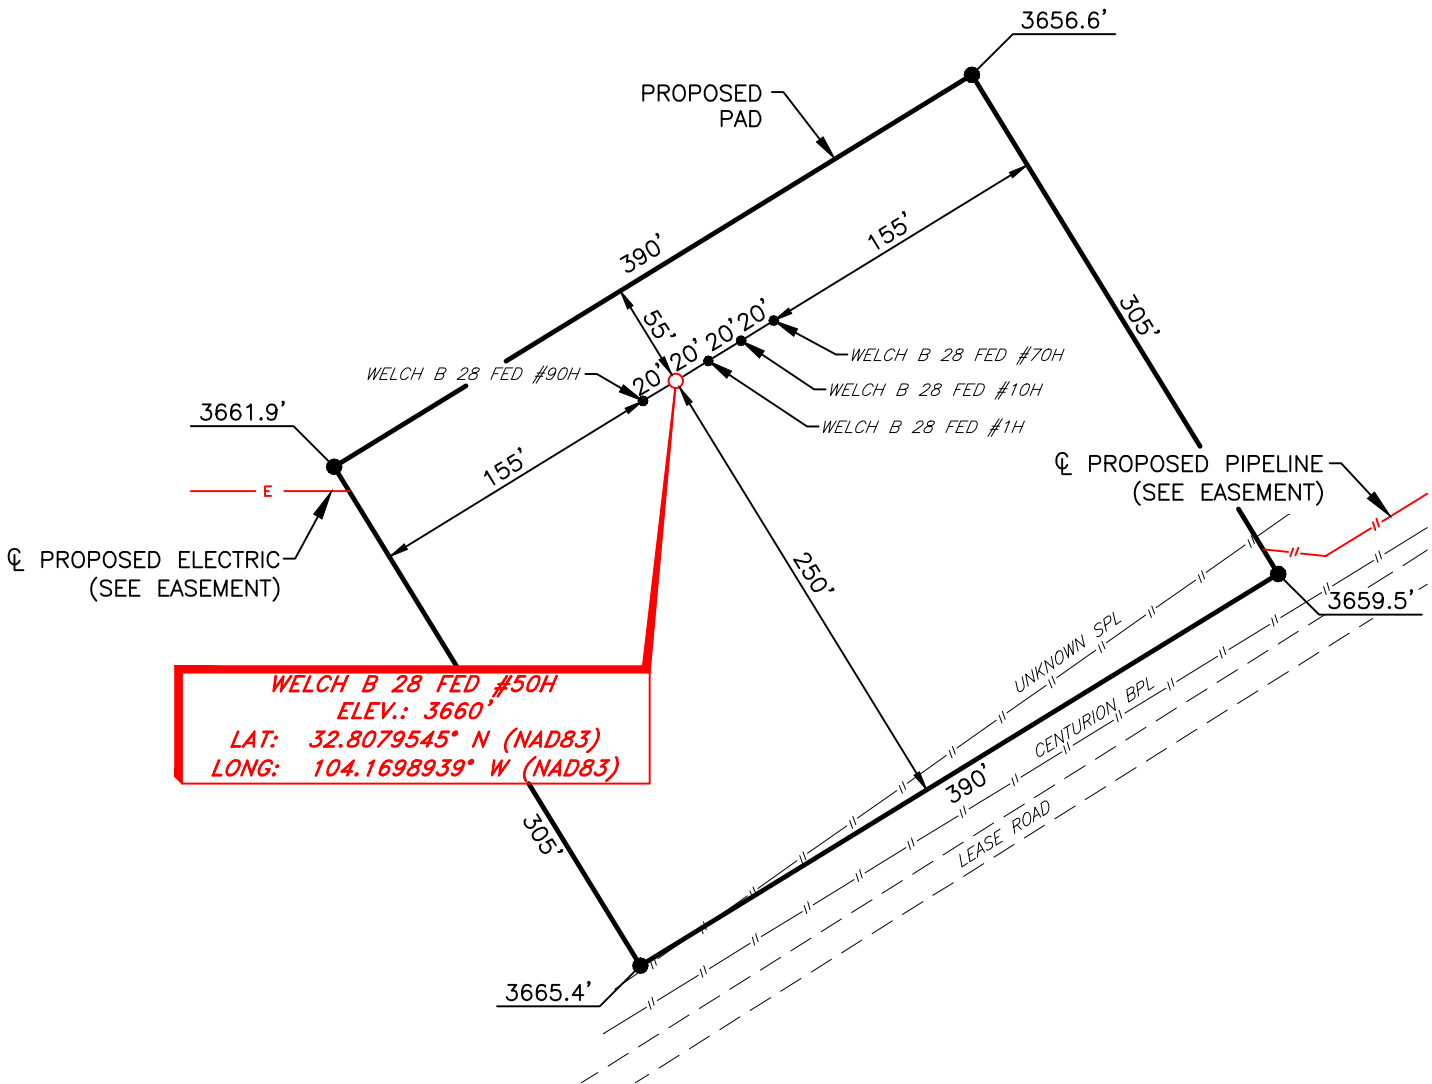 3656.6'
PROPOSED
PAD
390'
155'
55'
20'
20'
20'
20'
305'
WELCH B 28 FED #70H
WELCH B 28 FED #90H
WELCH B 28 FED #10H
WELCH B 28 FED #1H
3661.9'
155'
E
℄ PROPOSED PIPELINE
(SEE EASEMENT)
℄ PROPOSED ELECTRIC
(SEE EASEMENT)
250'
3659.5'
UNKNOWN SPL
WELCH B 28 FED #50H
ELEV.: 3660'
LAT: 32.8079545° N (NAD83)
LONG: 104.1698939° W (NAD83)
CENTURION BPL
390'
LEASE ROAD
305'
3665.4'